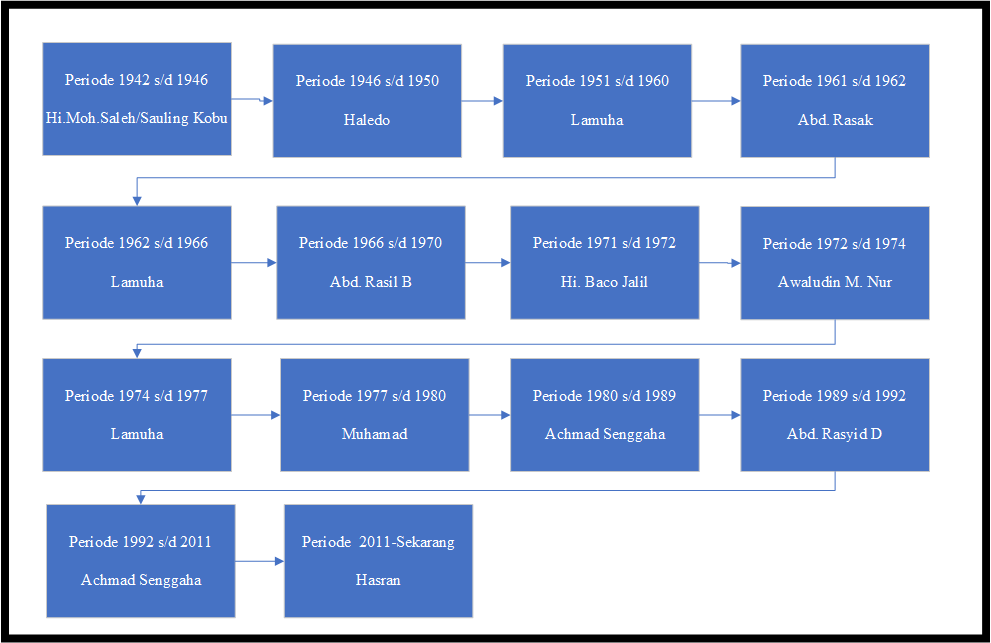 Periode 1942 s/d 1946
Hi.Moh.Saleh/Sauling Kobu
Periode 1946 s/d 1950
Haledo
Periode 1951 s/d 1960
Lamuha
Periode 1961 s/d 1962
Abd. Rasak
Periode 1962 s/d 1966
Lamuha
Periode 1966 s/d 1970
Abd. Rasil B
Periode 1971 s/d 1972
Hi. Baco Jalil
Periode 1972 s/d 1974
Awaludin M. Nur
Periode 1974 s/d 1977
Lamuha
Periode 1977 s/d 1980
Muhamad
Periode 1980 s/d 1989
Achmad Senggaha
Periode 1989 s/d 1992
Abd. Rasyid D
Periode 1992 s/d 2011
Achmad Senggaha
Periode 2011-Sekarang
Hasran